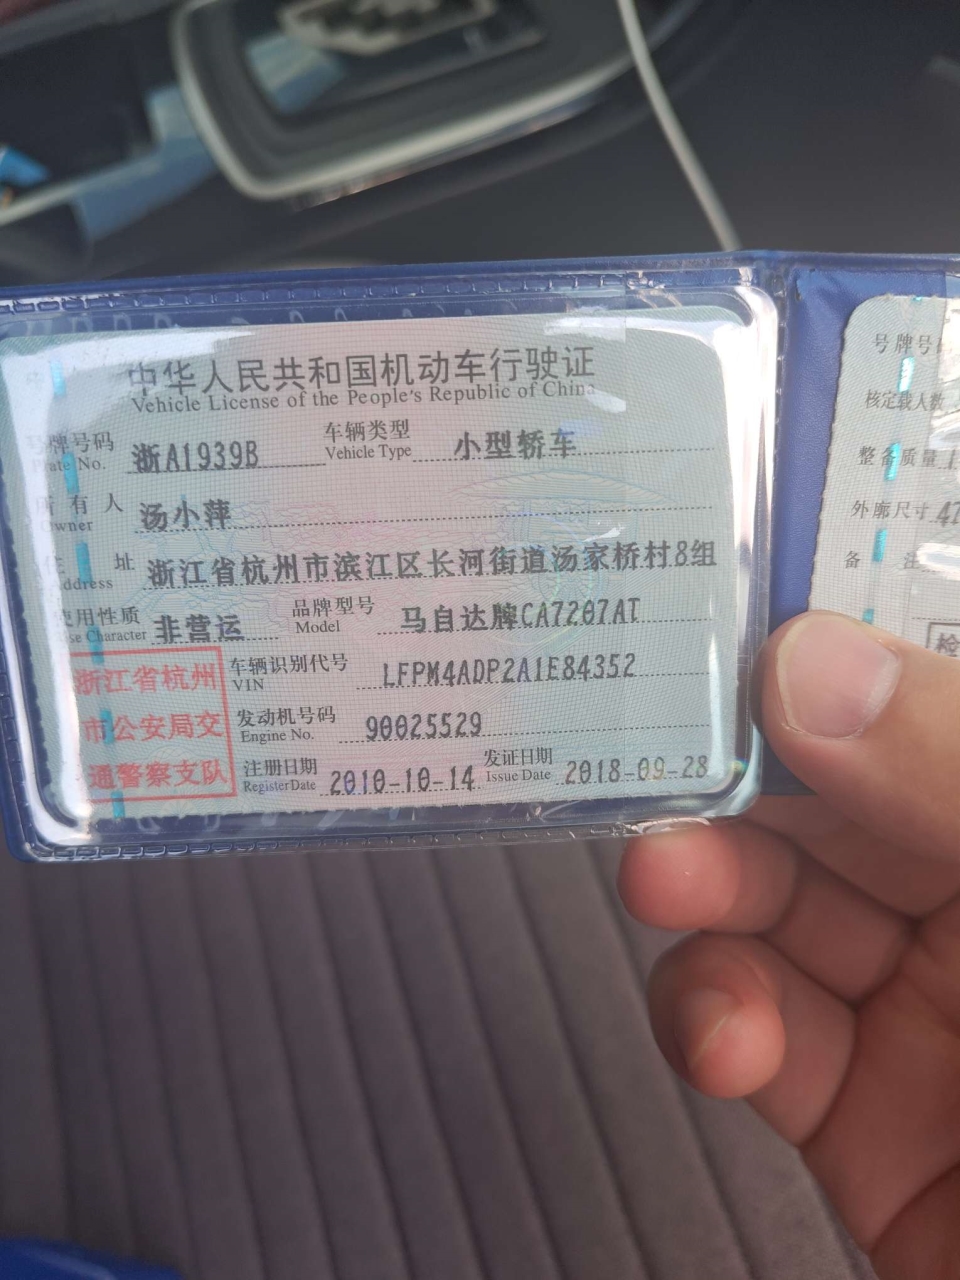 中华人民共和国机动车行驶证
Vehicle License of the People's Republic of China
号牌号码 浙A1939B 车辆类型 小型轿车
Plate No. Vehicle Type
所有人 汤小萍
Owner
住址 浙江省杭州市滨江区长河街道汤家桥村8组
Address
使用性质 非营运 品牌型号 马自达牌CA7207AT
Use Character Model
车辆识别代号 LFPM4ADP2A1E84352
VIN
发动机号码 90025529
Engine No.
注册日期 2010-10-14 发证日期 2018-09-28
Register Date Issue Date
浙江省杭州
市公安局交
通警察支队
号牌号
核定载人数
整备质量
外廓尺寸 47
备 注
检